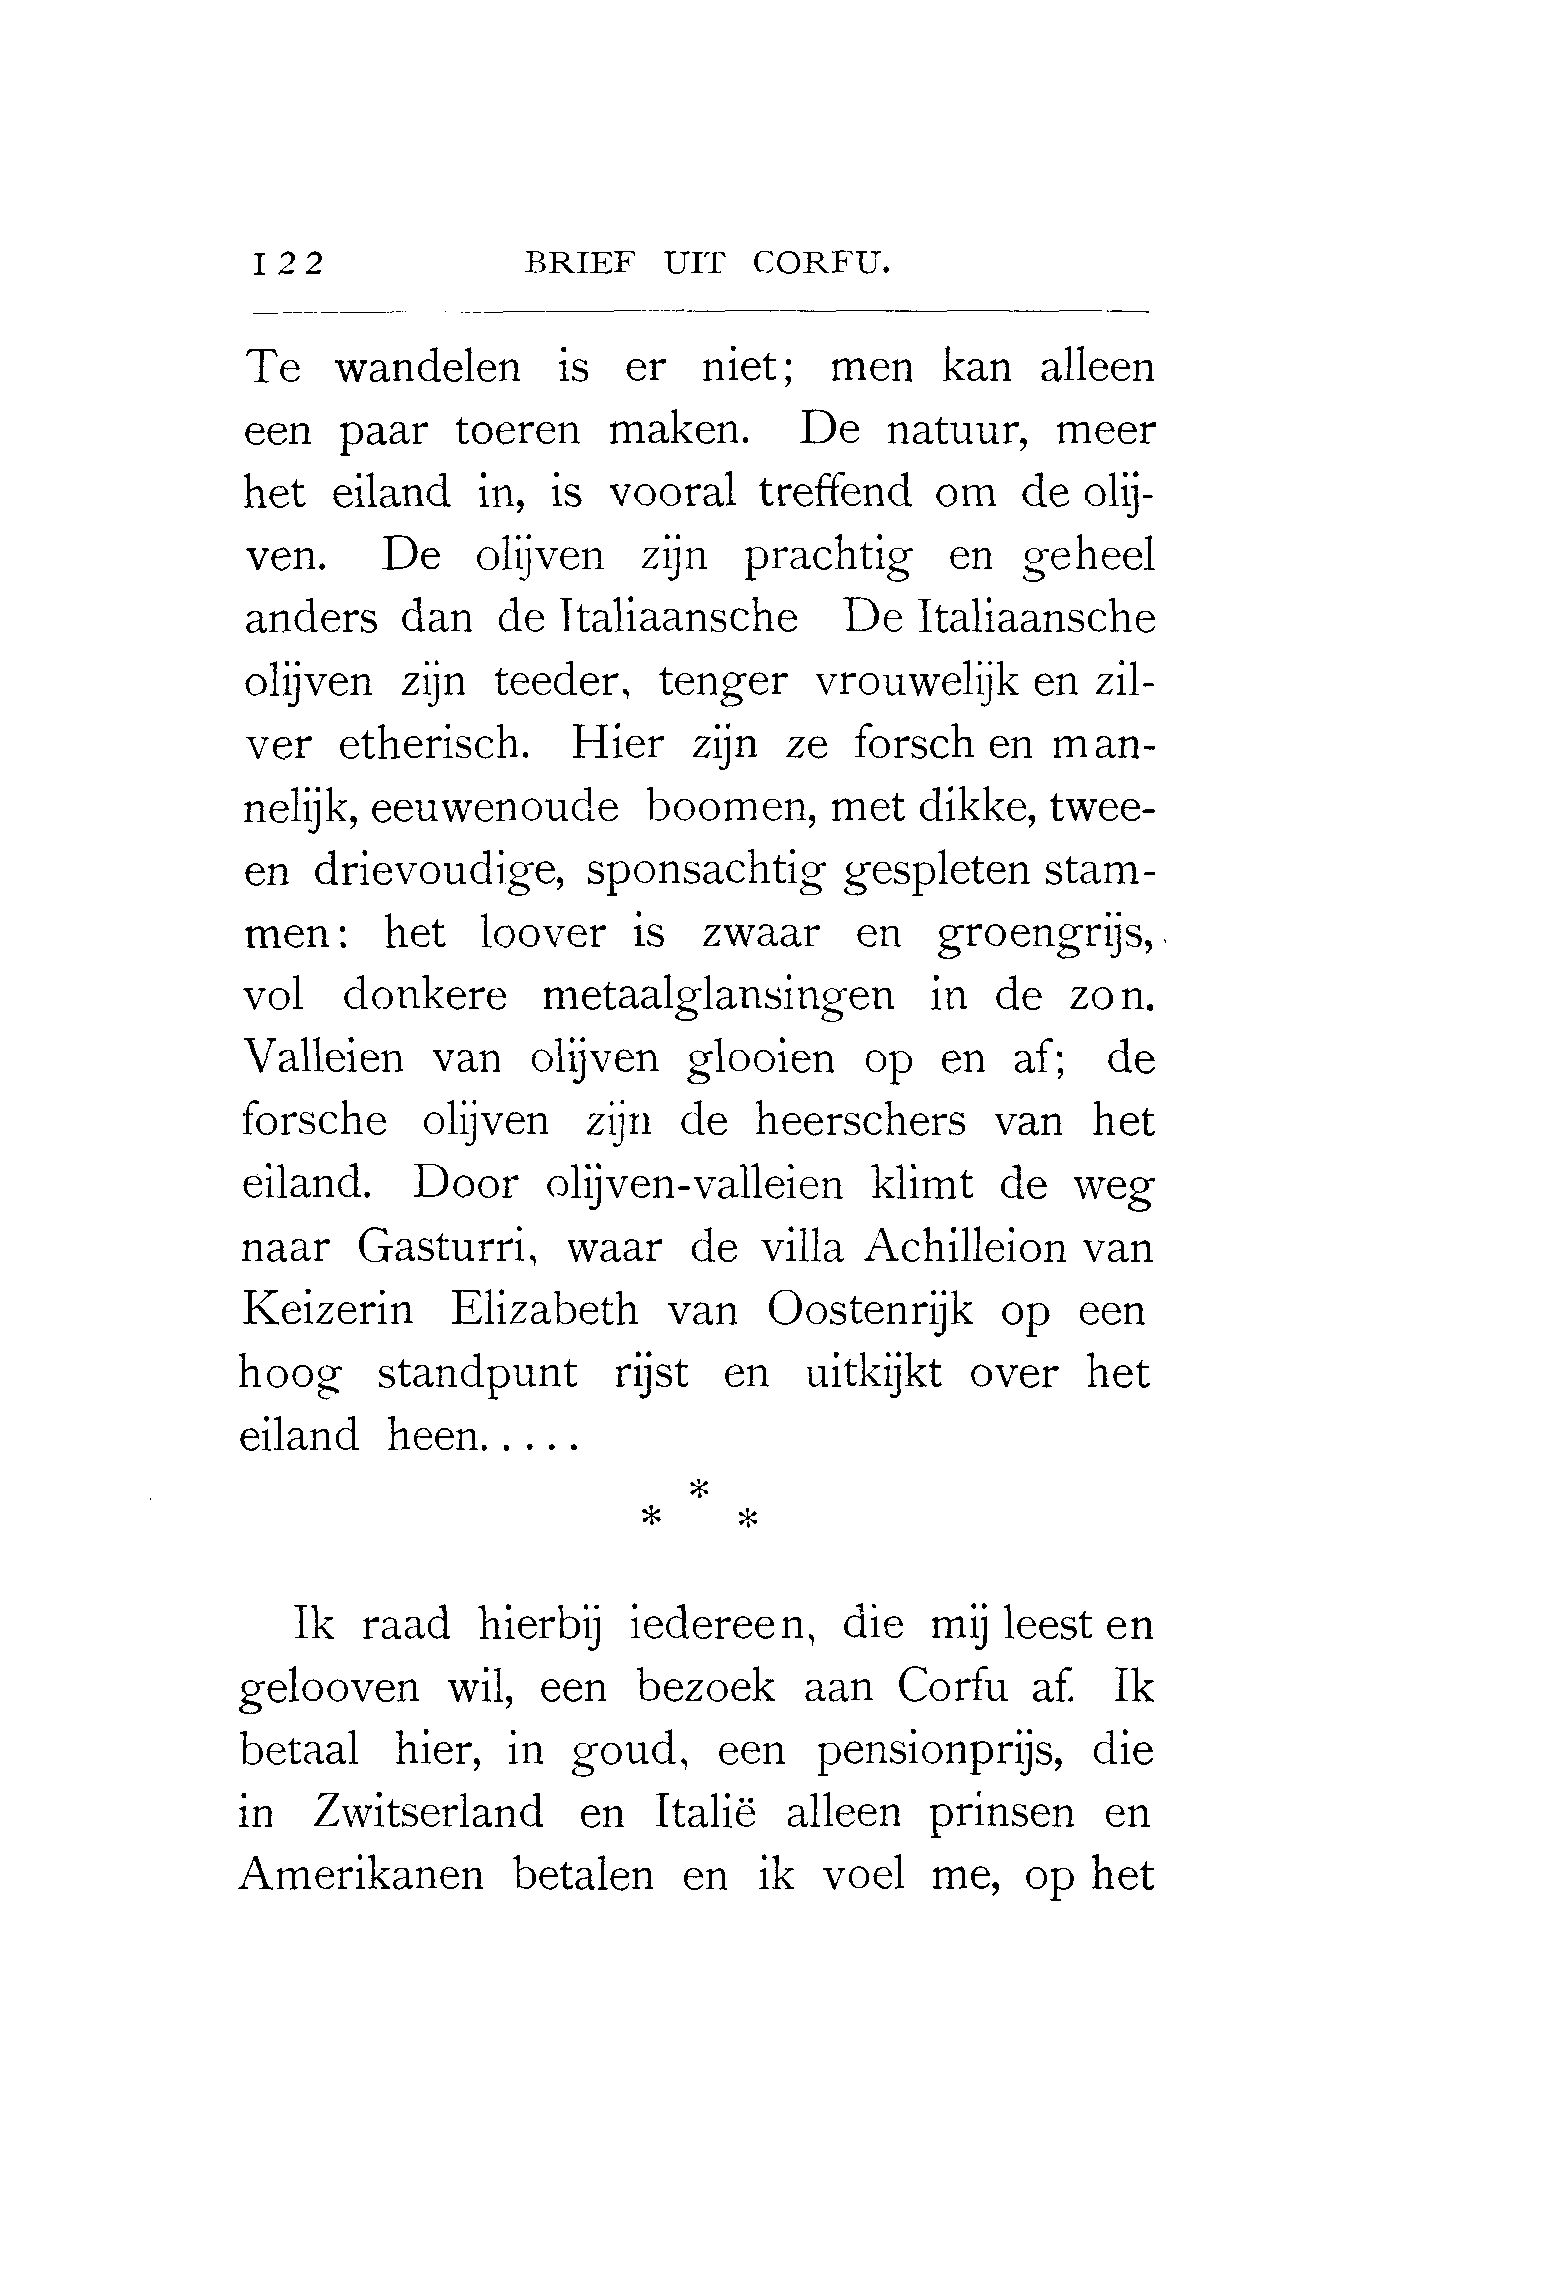 122 BRIEF UIT CORFU.
Te wandelen is er niet; men kan alleen
een paar toeren maken. De natuur, meer
het eiland in, is vooral treffend om de olij-
ven. De olijven zijn prachtig en geheel
anders dan de Italiaansche De Italiaansche
olijven zijn teeder, tenger vrouwelijk en zil-
ver etherisch. Hier zijn ze forsch en man-
nelijk, eeuwenoude boomen, met dikke, twee-
en drievoudige, sponsachtig gespleten stam-
men: het loover is zwaar en groengrijs,
vol donkere metaalglansingen in de zon.
Valleien van olijven glooien op en af; de
forsche olijven zijn de heerschers van het
eiland. Door olijven-valleien klimt de weg
naar Gasturri, waar de villa Achilleion van
Keizerin Elizabeth van Oostenrijk op een
hoog standpunt rijst en uitkijkt over het
eiland heen.....
*
* *
Ik raad hierbij iedereen, die mij leest en
gelooven wil, een bezoek aan Corfu af. Ik
betaal hier, in goud, een pensionprijs, die
in Zwitserland en Italië alleen prinsen en
Amerikanen betalen en ik voel me, op het